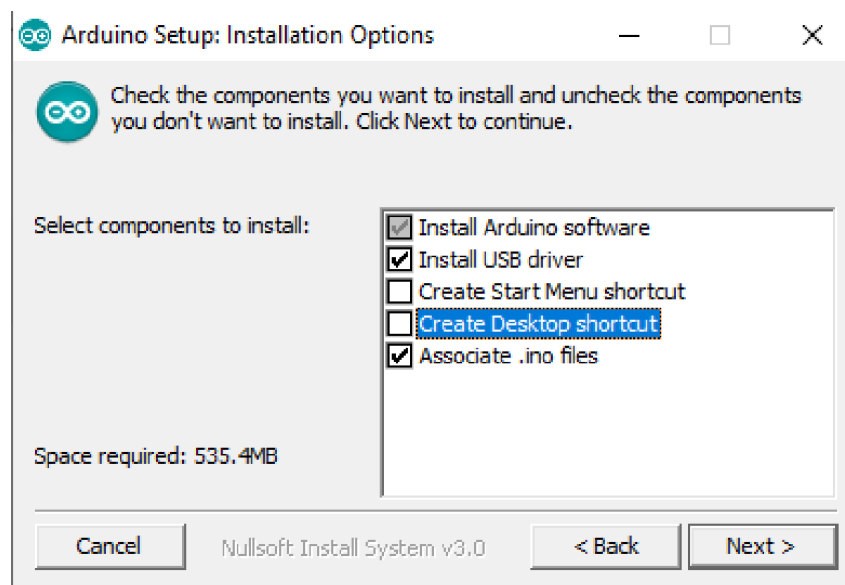 Arduino Setup: Installation Options
Check the components you want to install and uncheck the components
you don't want to install. Click Next to continue.
Select components to install:
Install Arduino software
Install USB driver
Create Start Menu shortcut
Create Desktop shortcut
Associate .ino files
Space required: 535.4MB
Cancel
Nullsoft Install System v3.0
< Back
Next >